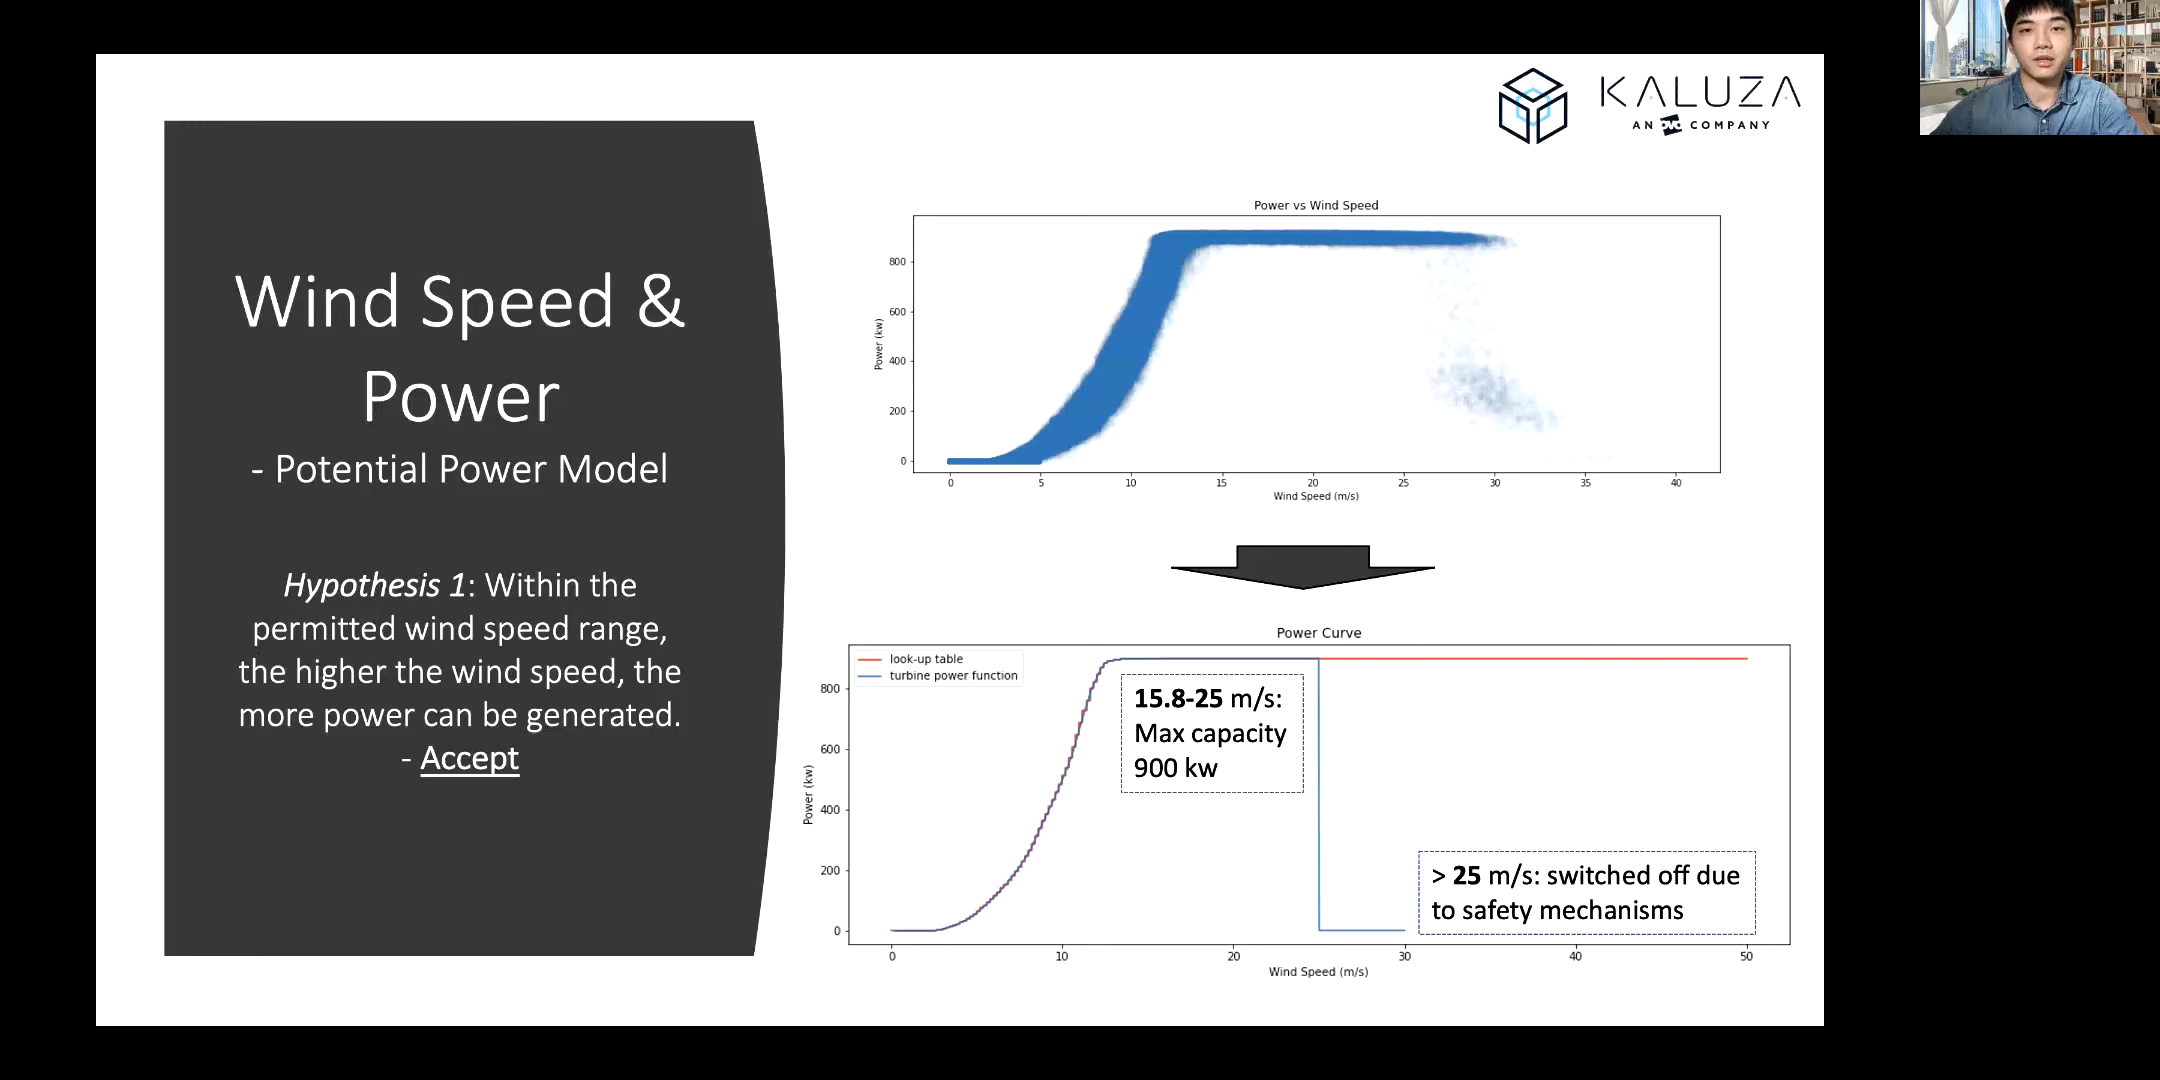 KALUZA
AN OVO COMPANY
Wind Speed &
Power
- Potential Power Model
Hypothesis 1: Within the
permitted wind speed range,
the higher the wind speed, the
more power can be generated.
- Accept
Power vs Wind Speed
Power (kw)
800
600
400
200
0
0 5 10 15 20 25 30 35 40
Wind Speed (m/s)
Power Curve
look-up table
turbine power function
Power (kw)
800
600
400
200
0
15.8-25 m/s:
Max capacity
900 kw
> 25 m/s: switched off due
to safety mechanisms
0 10 20 30 40 50
Wind Speed (m/s)